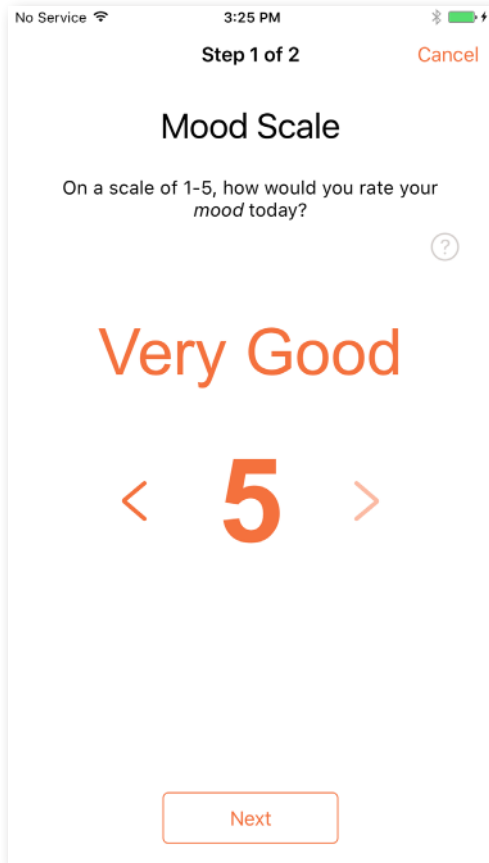 No Service 3:25 PM
Step 1 of 2 Cancel
Mood Scale
On a scale of 1-5, how would you rate your
mood today?
?
Very Good
< 5 >
Next